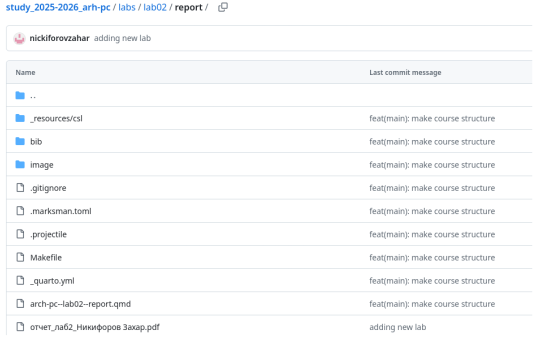 study_2025-2026_arh-pc / labs / lab02 / report /
nickiforovzahar adding new lab
Name Last commit message
..
_resources/csl feat(main): make course structure
bib feat(main): make course structure
image feat(main): make course structure
.gitignore feat(main): make course structure
.marksman.toml feat(main): make course structure
.projectile feat(main): make course structure
Makefile feat(main): make course structure
_quarto.yml feat(main): make course structure
arch-pc--lab02--report.qmd feat(main): make course structure
отчет_лаб2_Никифоров Захар.pdf adding new lab